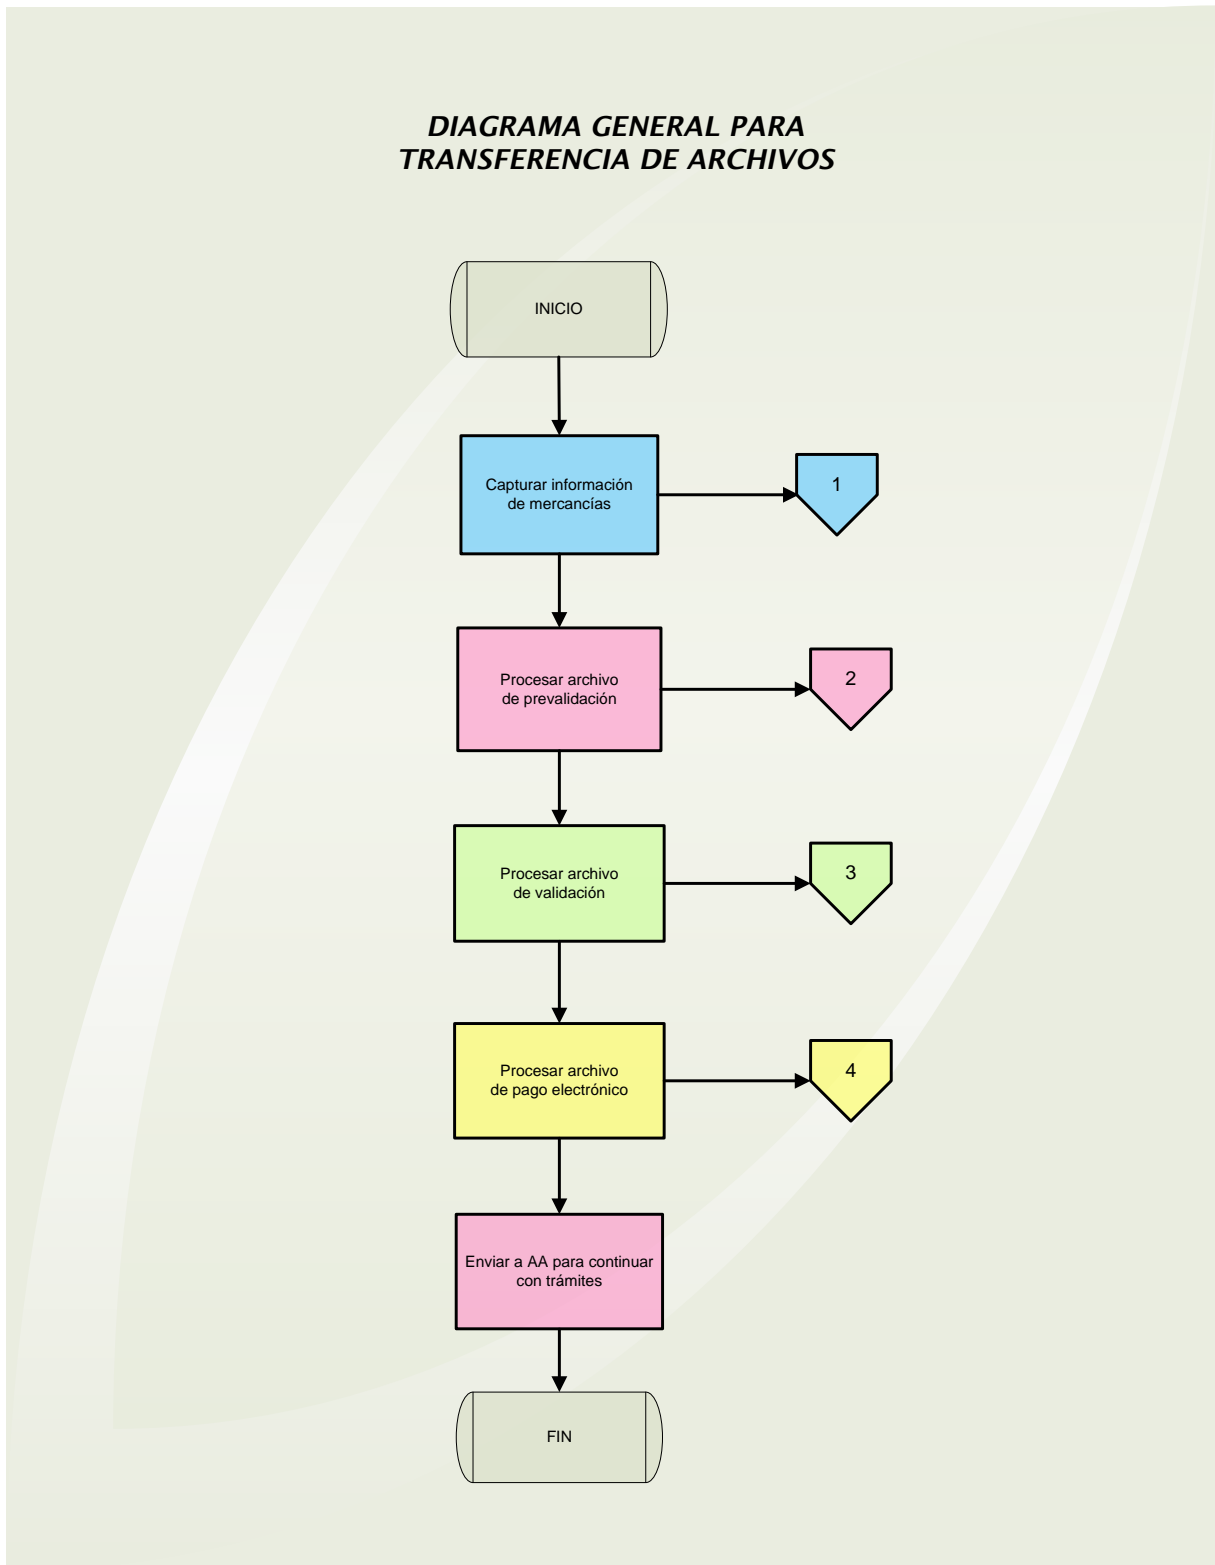 DIAGRAMA GENERAL PARA
TRANSFERENCIA DE ARCHIVOS
INICIO
Capturar información
de mercancías
1
Procesar archivo
de prevalidación
2
Procesar archivo
de validación
3
Procesar archivo
de pago electrónico
4
Enviar a AA para continuar
con trámites
FIN